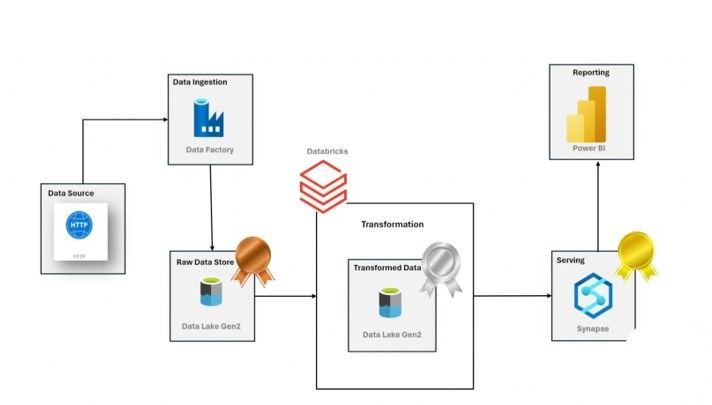 Data Source
HTTP
HTTP
Data Ingestion
Data Factory
Raw Data Store
Data Lake Gen2
Databricks
Transformation
Transformed Data
Data Lake Gen2
Serving
Synapse
Reporting
Power BI